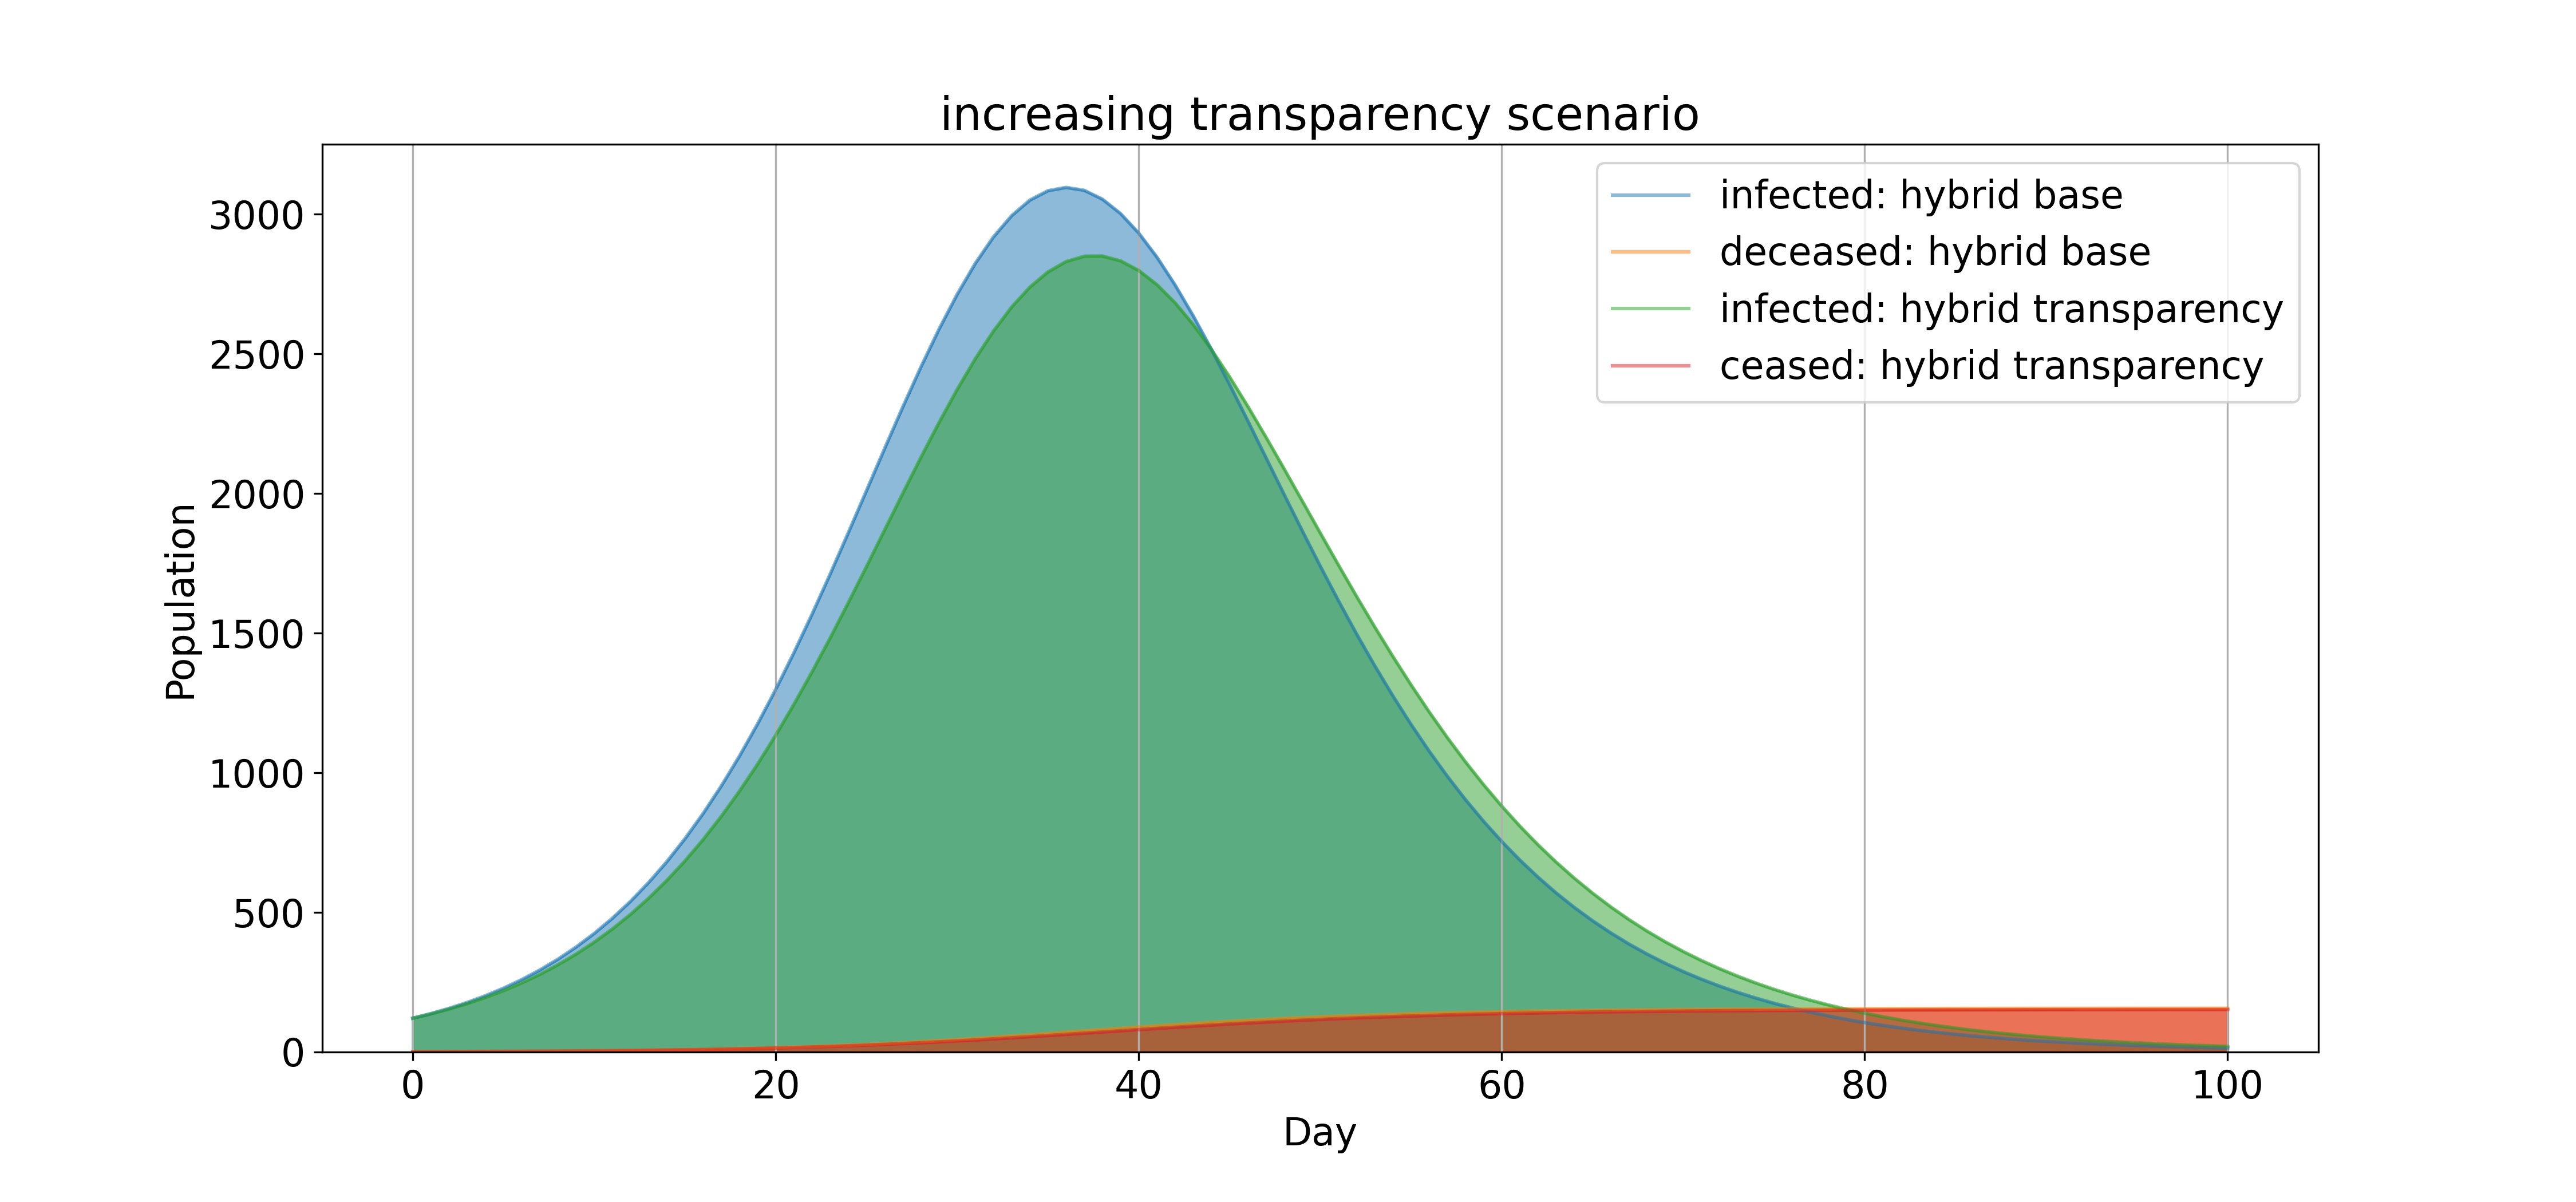 increasing transparency scenario
infected: hybrid base
deceased: hybrid base
infected: hybrid transparency
ceased: hybrid transparency
Population
3000
2500
2000
1500
1000
500
0
0 20 40 60 80 100
Day